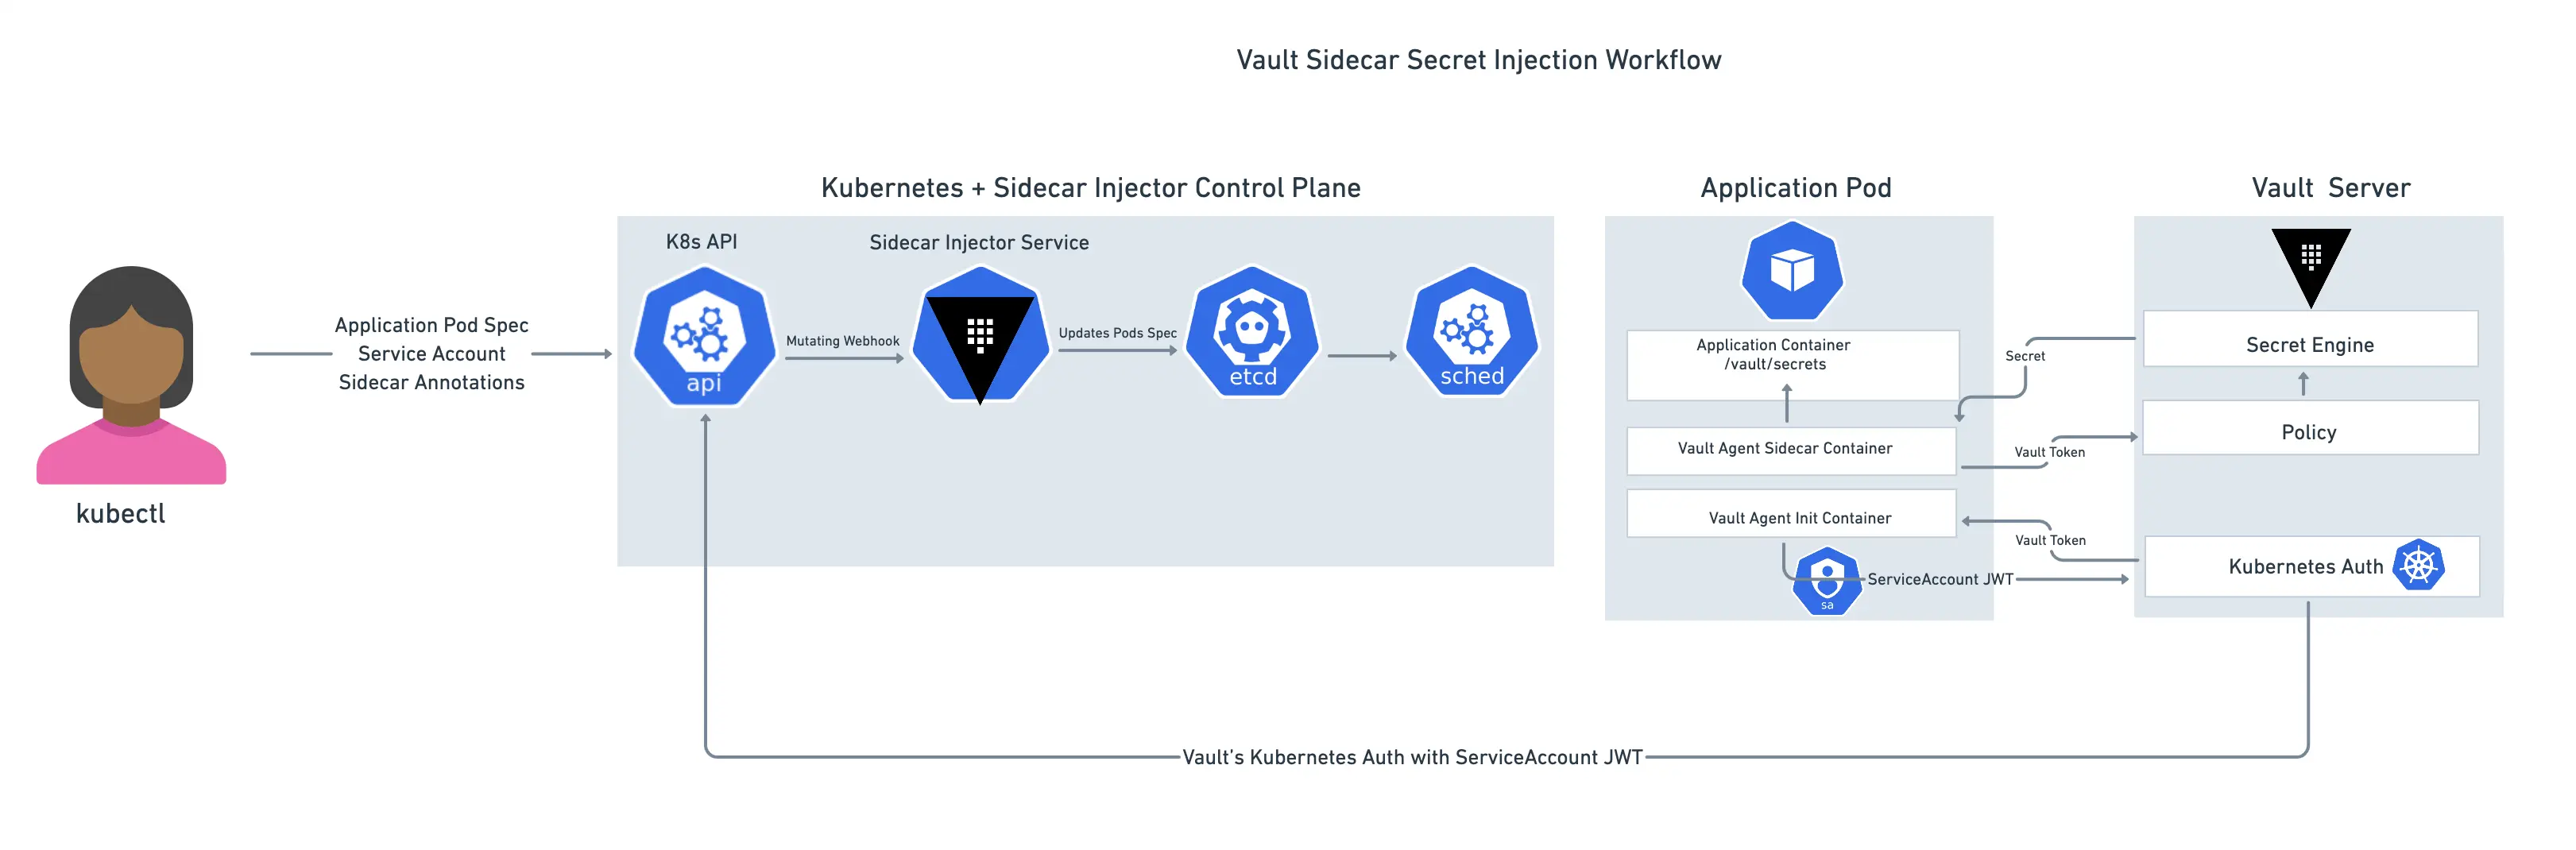 Vault Sidecar Secret Injection Workflow
Kubernetes + Sidecar Injector Control Plane
Application Pod
Vault Server
K8s API
Sidecar Injector Service
Application Pod Spec
Service Account
Sidecar Annotations
kubectl
api
Mutating Webhook
Updates Pods Spec
etcd
sched
Application Container
/vault/secrets
Vault Agent Sidecar Container
Vault Agent Init Container
sa
ServiceAccount JWT
Secret
Vault Token
Vault Token
Secret Engine
Policy
Kubernetes Auth
Vault's Kubernetes Auth with ServiceAccount JWT